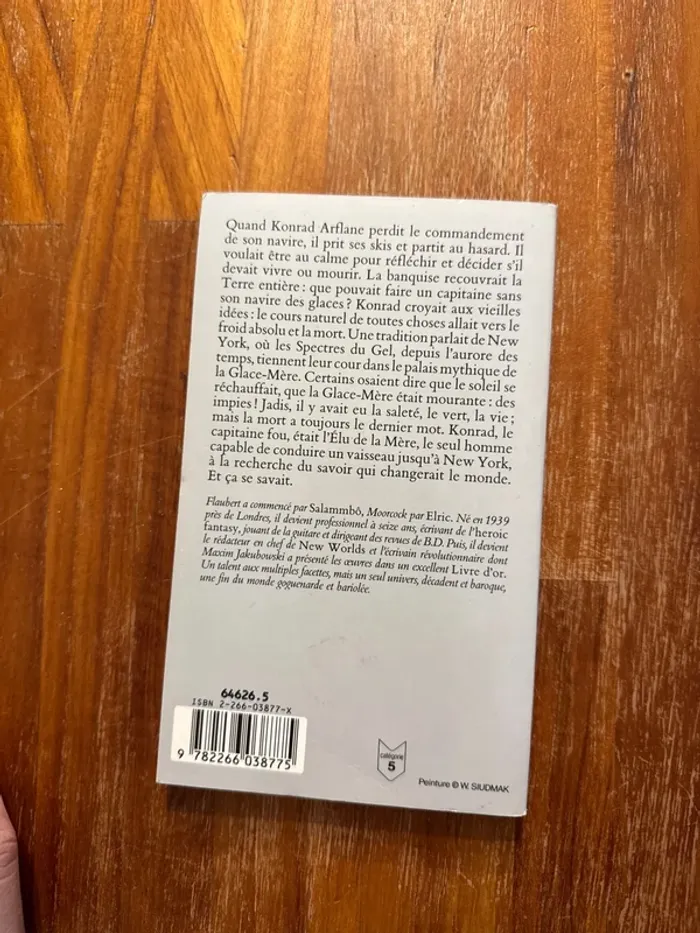 Quand Konrad Arflane perdit le commandement
de son navire, il prit ses skis et partit au hasard. Il
voulait être au calme pour réfléchir et décider s'il
devait vivre ou mourir. La banquise recouvrait la
Terre entière : que pouvait faire un capitaine sans
son navire des glaces ? Konrad croyait aux vieilles
idées : le cours naturel de toutes choses allait vers le
froid absolu et la mort. Une tradition parlait de New
York, où les Spectres du Gel, depuis l'aurore des
temps, tiennent leur cour dans le palais mythique de
la Glace-Mère. Certains osaient dire que le soleil se
réchauffait, que la Glace-Mère était mourante : des
impies ! Jadis, il y avait eu la saleté, le vert, la vie ;
mais la mort a toujours le dernier mot. Konrad, le
capitaine fou, était l'Élu de la Mère, le seul homme
capable de conduire un vaisseau jusqu'à New York,
à la recherche du savoir qui changerait le monde.
Et ça se savait.
Flaubert a commencé par Salammbô, Moorcock par Elric. Né en 1939
près de Londres, il devient professionnel à seize ans, écrivant de l'heroic
fantasy, jouant de la guitare et dirigeant des revues de B.D. Puis, il devient
le rédacteur en chef de New Worlds et l'écrivain révolutionnaire dont
Maxim Jakubowski a présenté les œuvres dans un excellent Livre d'or.
Un talent aux multiples facettes, mais un seul univers, décadent et baroque,
une fin du monde goguenarde et bariolée.
64626.5
ISBN 2-266-03877-X
9 782266 038775
catégorie
5
Peinture © W. SIUDMAK